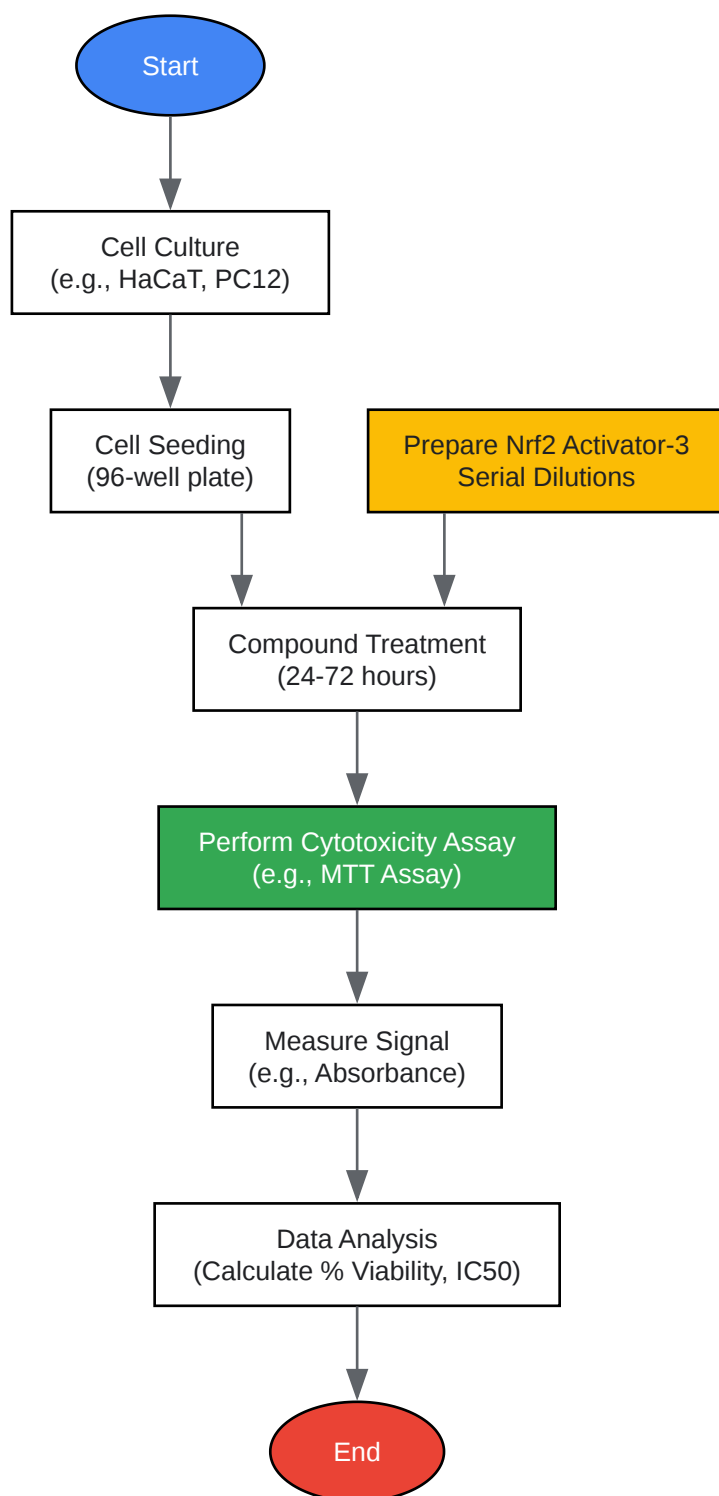 Start
Cell Culture
(e.g., HaCaT, PC12)
Cell Seeding
(96-well plate)
Prepare Nrf2 Activator-3
Serial Dilutions
Compound Treatment
(24-72 hours)
Perform Cytotoxicity Assay
(e.g., MTT Assay)
Measure Signal
(e.g., Absorbance)
Data Analysis
(Calculate % Viability, IC50)
End